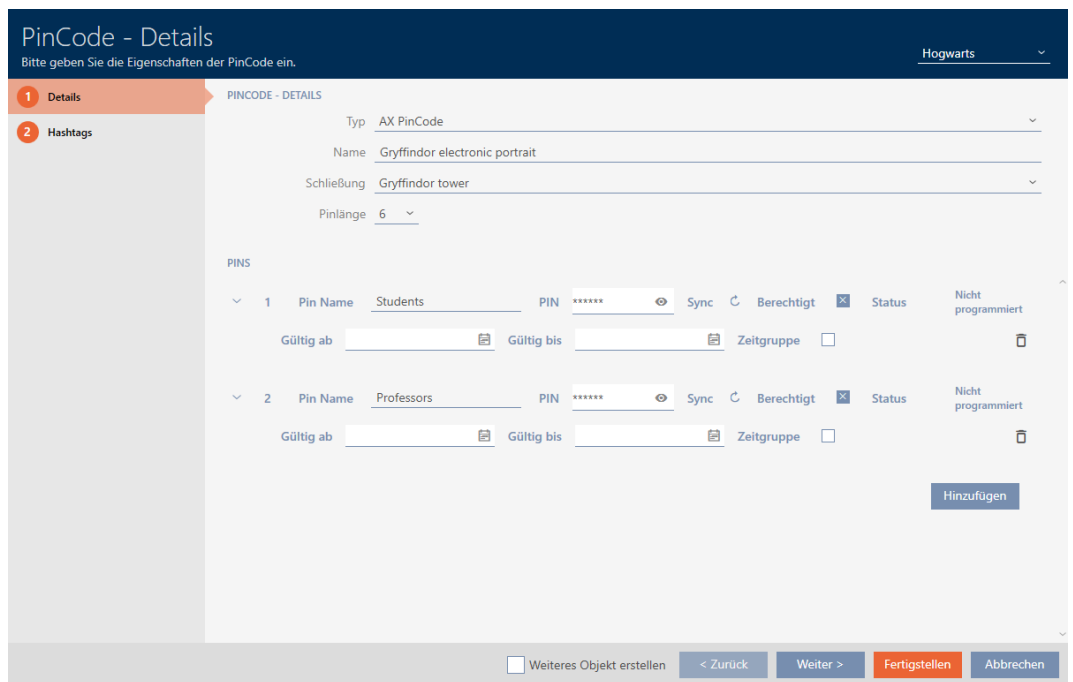 PinCode - Details
Bitte geben Sie die Eigenschaften der PinCode ein.
Hogwarts
1 Details
2 Hashtags
PINCODE - DETAILS
Typ AX PinCode
Name Gryffindor electronic portrait
Schließung Gryffindor tower
Pinlänge 6
PINS
1 Pin Name Students PIN ****** Sync Berechtigt Status Nicht programmiert
Gültig ab Gültig bis Zeitgruppe
2 Pin Name Professors PIN ****** Sync Berechtigt Status Nicht programmiert
Gültig ab Gültig bis Zeitgruppe
Hinzufügen
Weiteres Objekt erstellen < Zurück Weiter > Fertigstellen Abbrechen